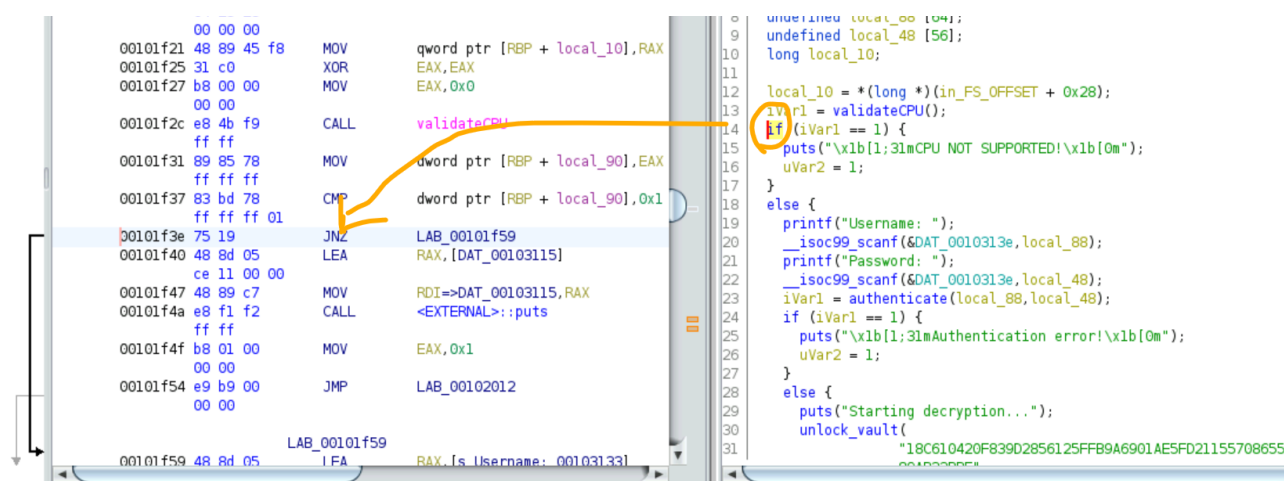 00 00 00
00101f21 48 89 45 f8 MOV qword ptr [RBP + local_10],RAX
00101f25 31 c0 XOR EAX,EAX
00101f27 b8 00 00 MOV EAX,0x0
00 00
00101f2c e8 4b f9 CALL validateCPU
ff ff
00101f31 89 85 78 MOV dword ptr [RBP + local_90],EAX
ff ff ff
00101f37 83 bd 78 CMP dword ptr [RBP + local_90],0x1
ff ff ff 01
00101f3e 75 19 JNZ LAB_00101f59
00101f40 48 8d 05 LEA RAX,[DAT_00103115]
ce 11 00 00
00101f47 48 89 c7 MOV RDI=>DAT_00103115,RAX
00101f4a e8 f1 f2 CALL <EXTERNAL>::puts
ff ff
00101f4f b8 01 00 MOV EAX,0x1
00 00
00101f54 e9 b9 00 JMP LAB_00102012
00 00
LAB_00101f59
00101f59 48 8d 05 LEA RAX,[s_Username:_00103133]
8 undefined local_88 [64];
9 undefined local_48 [56];
10 long local_10;
11
12 local_10 = *(long *)(in_FS_OFFSET + 0x28);
13 iVar1 = validateCPU();
14 if (iVar1 == 1) {
15 puts("\x1b[1;31mCPU NOT SUPPORTED!\x1b[0m");
16 uVar2 = 1;
17 }
18 else {
19 printf("Username: ");
20 __isoc99_scanf(&DAT_0010313e,local_88);
21 printf("Password: ");
22 __isoc99_scanf(&DAT_0010313e,local_48);
23 iVar1 = authenticate(local_88,local_48);
24 if (iVar1 == 1) {
25 puts("\x1b[1;31mAuthentication error!\x1b[0m");
26 uVar2 = 1;
27 }
28 else {
29 puts("Starting decryption...");
30 unlock_vault(
31 "18C610420F839D2856125FFB9A6901AE5FD21155708655